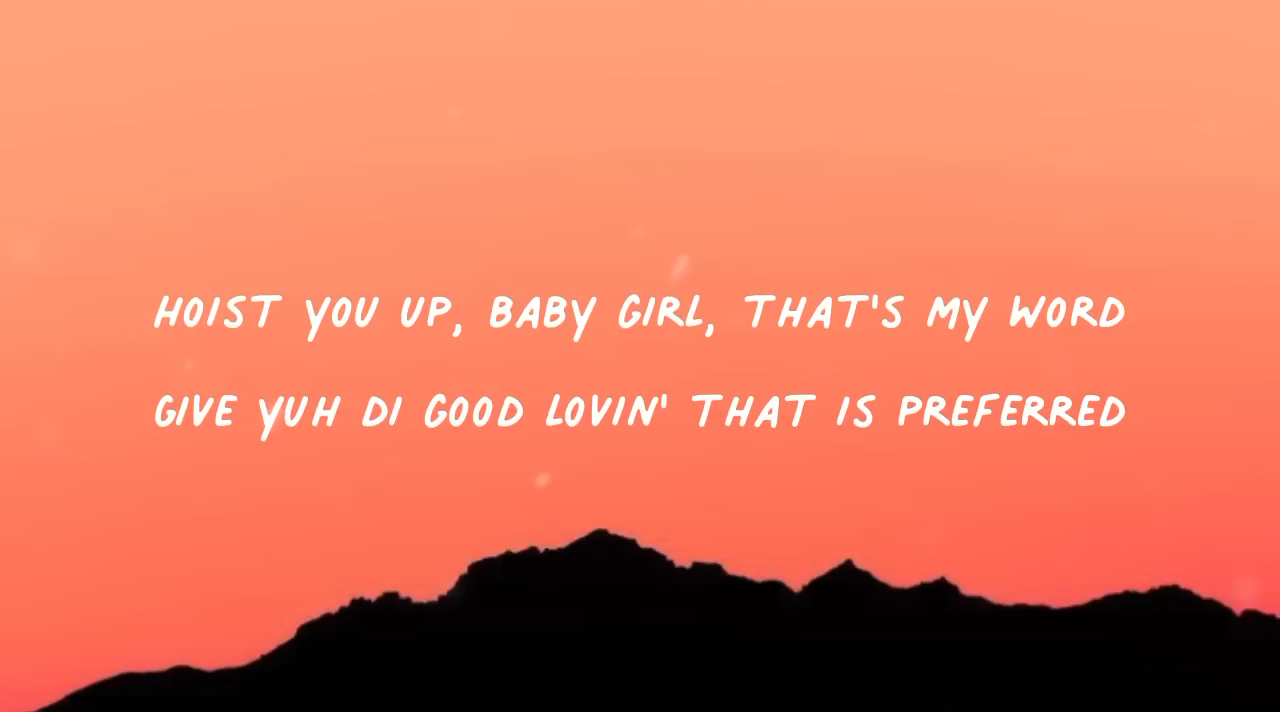 HOIST YOU UP, BABY GIRL, THAT'S MY WORD
GIVE YUH DI GOOD LOVIN' THAT IS PREFERRED